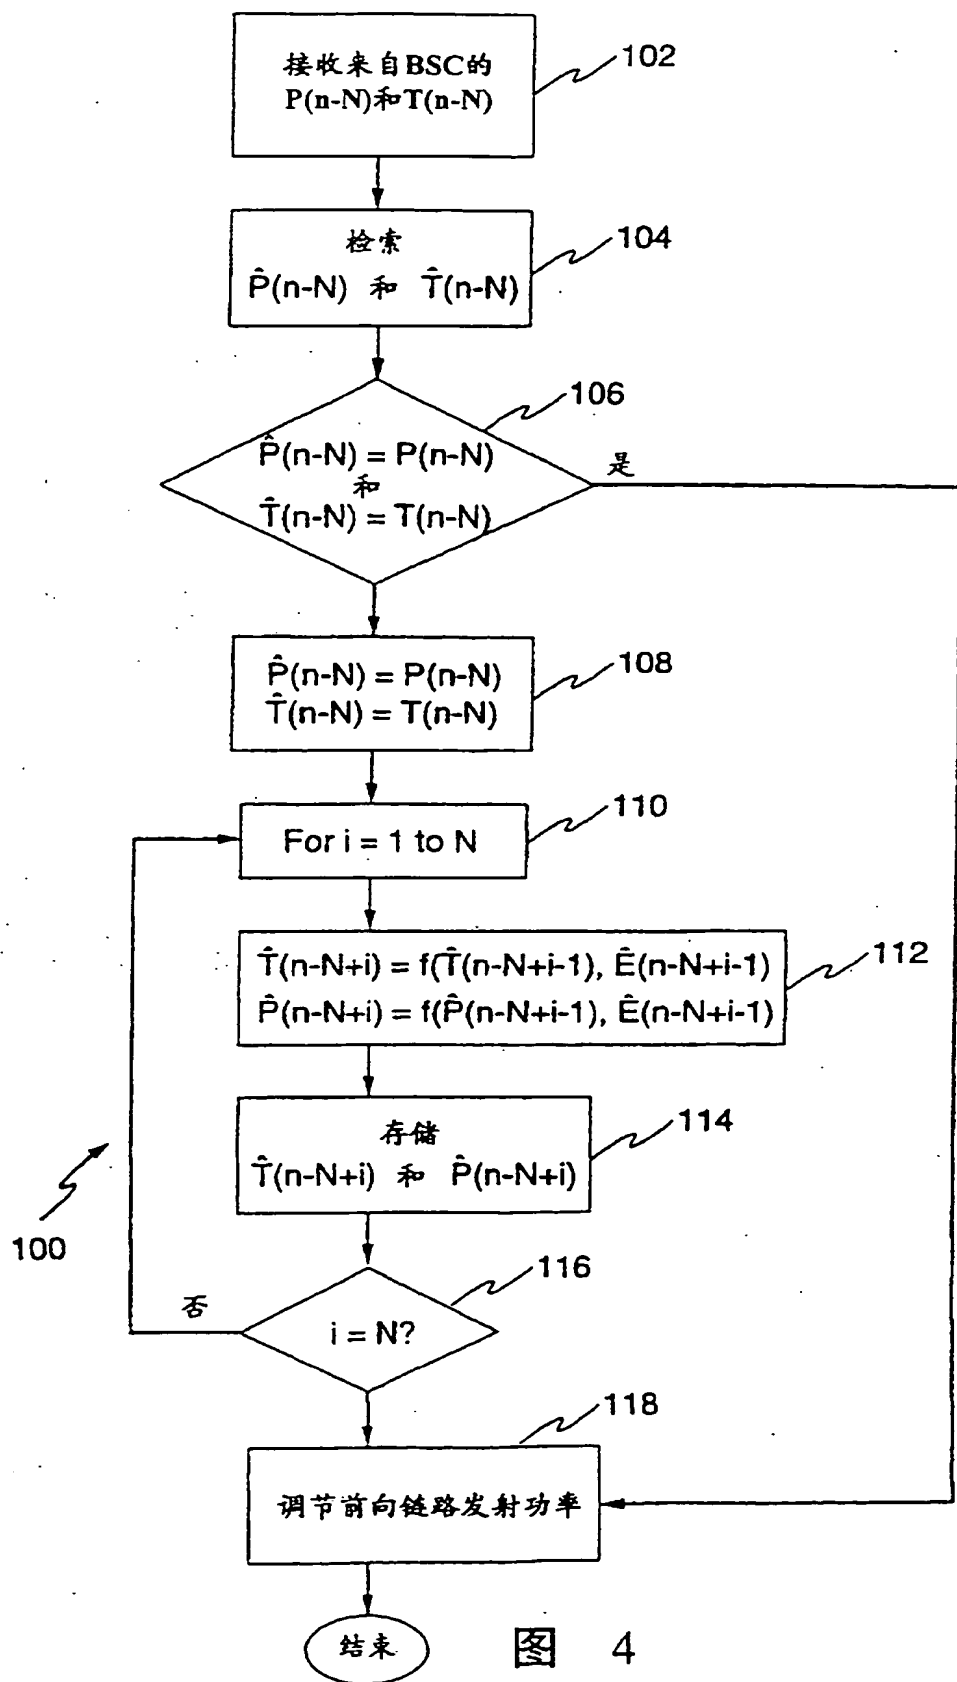 接收来自BSC的
P(n-N)和T(n-N)
102
检索
P̂(n-N) 和 T̂(n-N)
104
106
P̂(n-N) = P(n-N)
和
T̂(n-N) = T(n-N)
是
P̂(n-N) = P(n-N)
T̂(n-N) = T(n-N)
108
For i = 1 to N
110
T̂(n-N+i) = f(T̂(n-N+i-1), Ê(n-N+i-1)
P̂(n-N+i) = f(P̂(n-N+i-1), Ê(n-N+i-1)
112
存储
T̂(n-N+i) 和 P̂(n-N+i)
114
100
116
否
i = N?
118
调节前向链路发射功率
结束
图 4